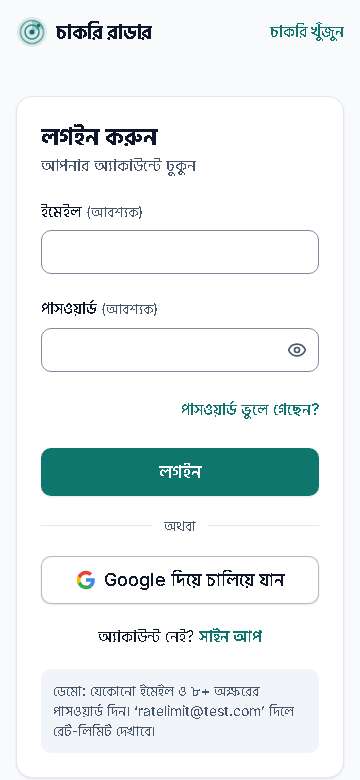 চাকরি রাডার
চাকরি খুঁজুন
লগইন করুন
আপনার অ্যাকাউন্টে ঢুকুন
ইমেইল (আবশ্যক)
পাসওয়ার্ড (আবশ্যক)
পাসওয়ার্ড ভুলে গেছেন?
লগইন
অথবা
Google দিয়ে চালিয়ে যান
অ্যাকাউন্ট নেই? সাইন আপ
ডেমো: যেকোনো ইমেইল ও ৮+ অক্ষরের
পাসওয়ার্ড দিন। ‘ratelimit@test.com’ দিলে
রেট-লিমিট দেখাবে।